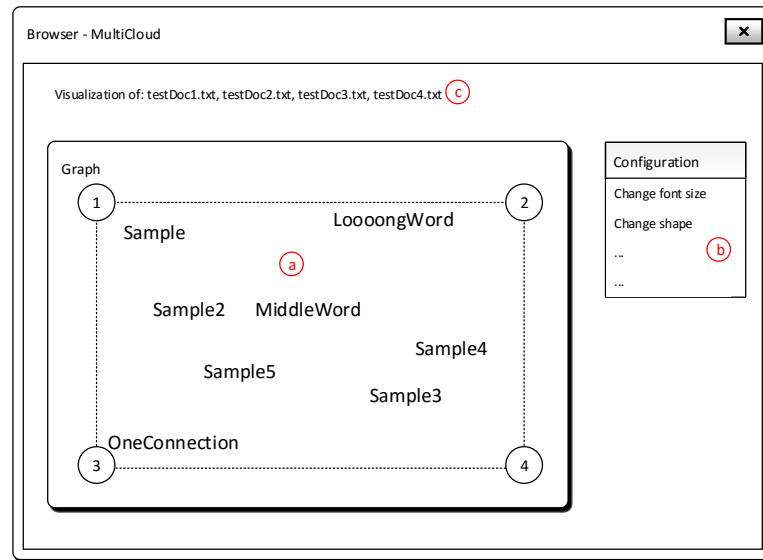 Browser - MultiCloud
×
Visualization of: testDoc1.txt, testDoc2.txt, testDoc3.txt, testDoc4.txt c
Graph
1
2
Sample
LoooongWord
a
Sample2
MiddleWord
Sample4
Sample5
Sample3
OneConnection
3
4
Configuration
Change font size
Change shape
...
b
...